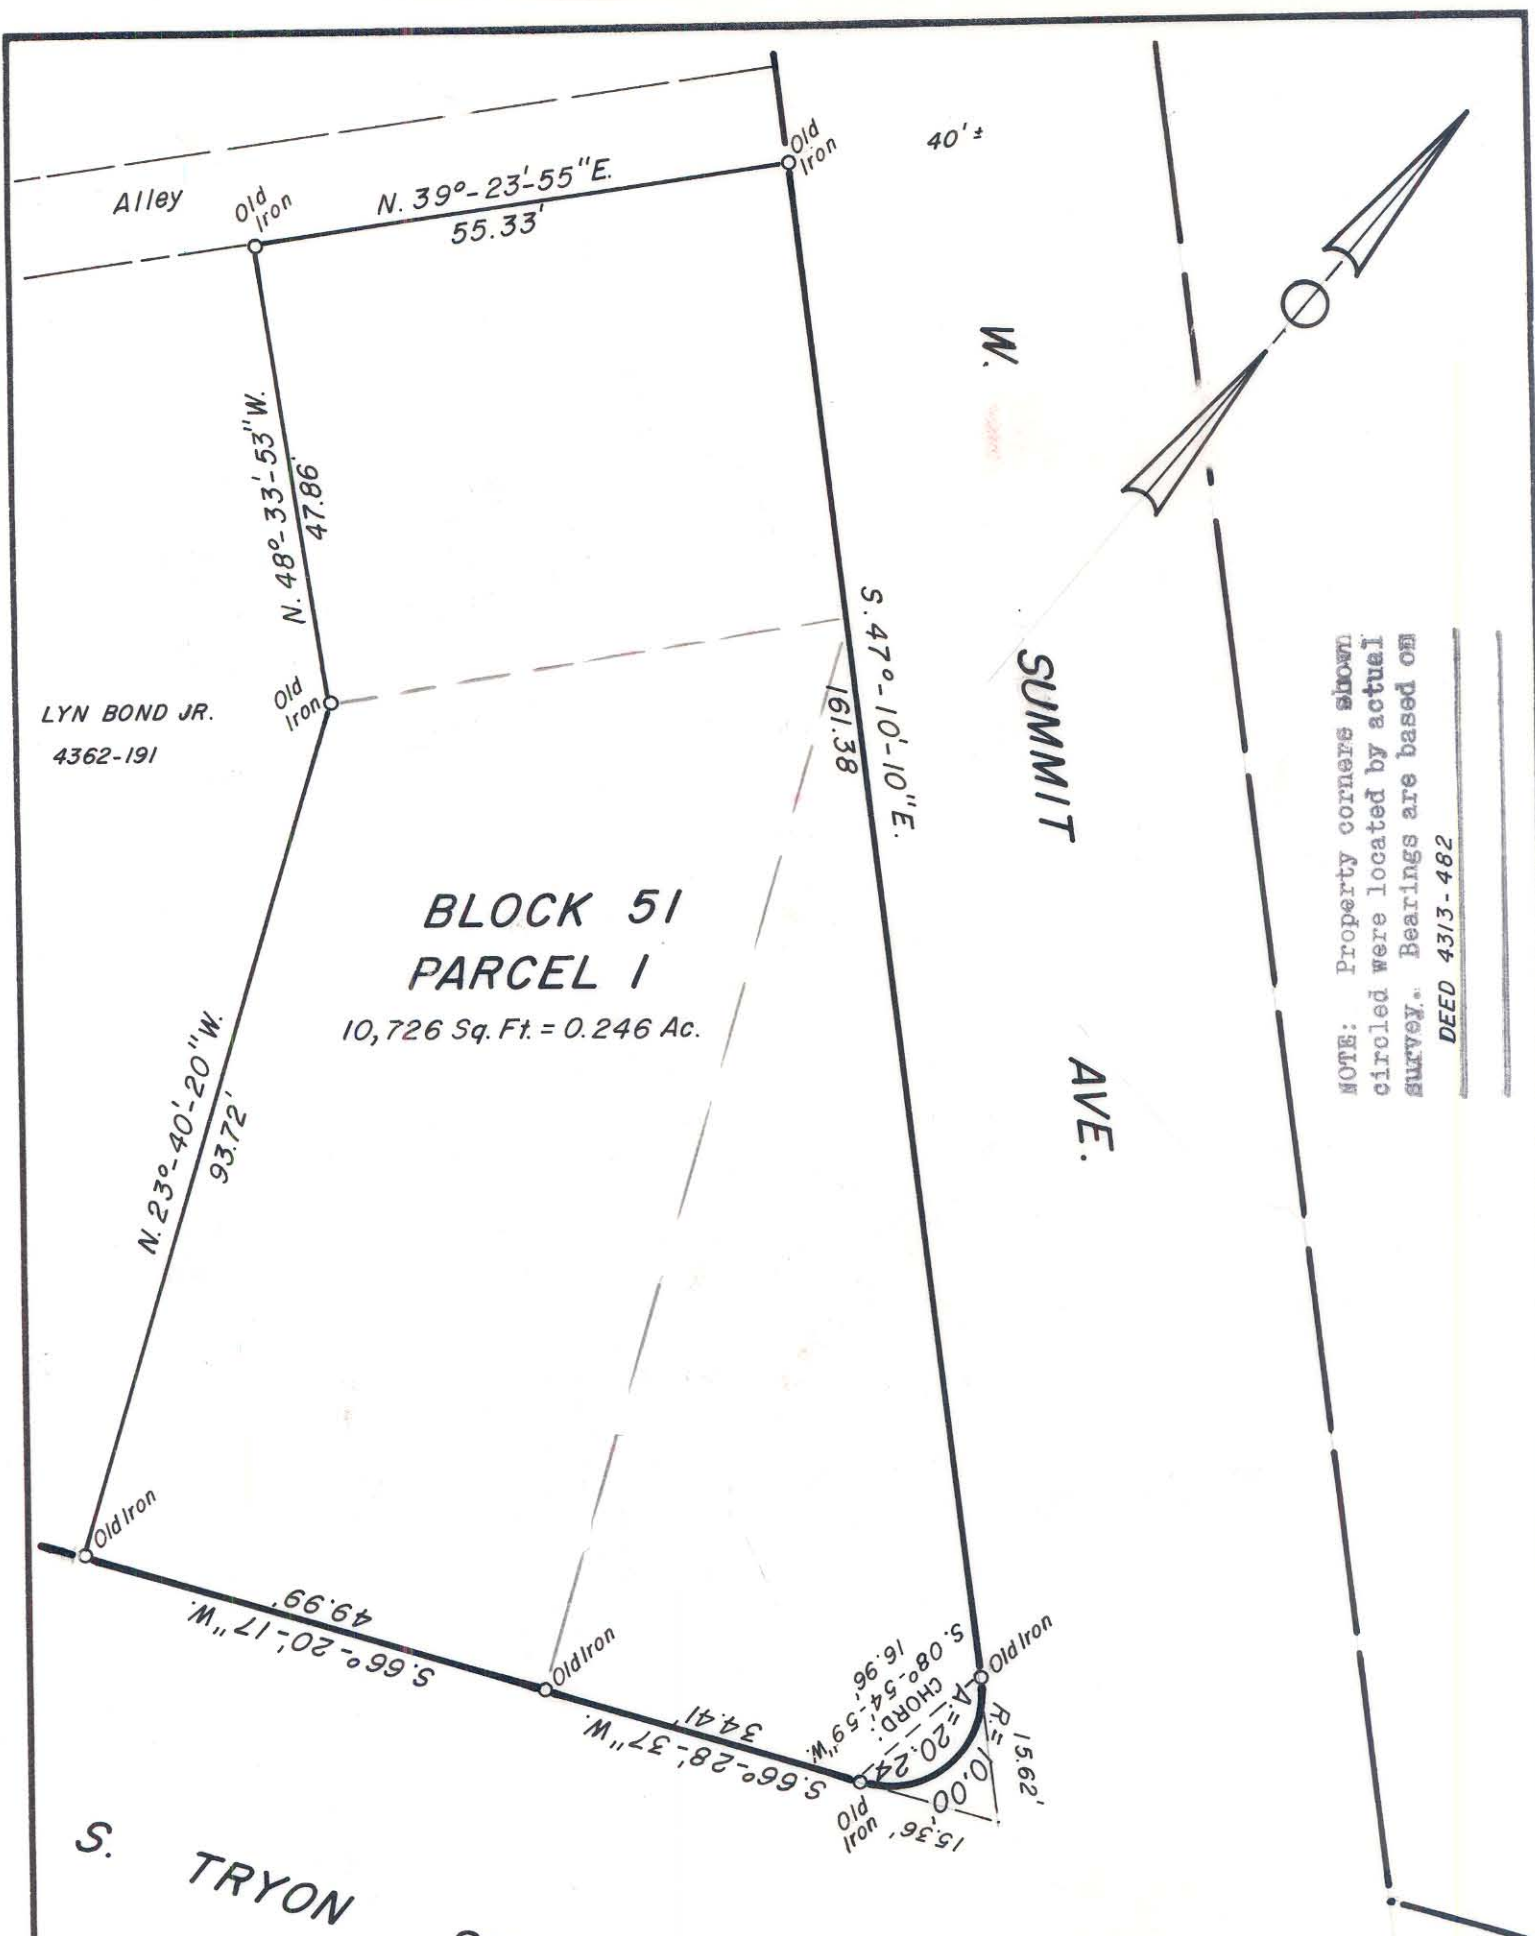 40' ±
Old
Iron
Alley
Old
Iron
N. 39°-23'-55"E.
55.33'
W.
SUMMIT
AVE.
N. 48°-33'-53"W.
47.86'
S. 47°-10'-10"E.
161.38
Old
Iron
LYN BOND JR.
4362-191
NOTE: Property corners shown
circled were located by actual
survey. Bearings are based on
DEED 4313-482
BLOCK 51
PARCEL 1
10,726 Sq. Ft. = 0.246 Ac.
N. 23°-40'-20"W.
93.72'
Old Iron
49.99'
S. 66°-20'-17"W.
Old Iron
34.41'
S. 66°-28'-37"W.
Old Iron
S. 08°-54'-59"W.
16.96'
CHORD:
A = 20.24'
R = 10.00'
15.62'
15.36'
Old
Iron
S. TRYON